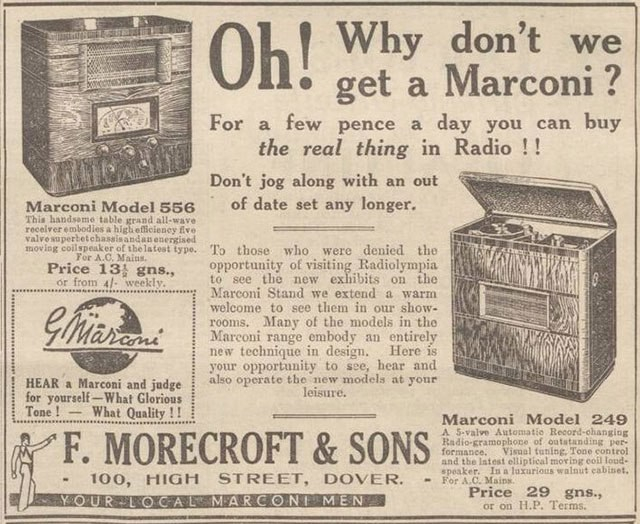 Oh! Why don't we
get a Marconi?
For a few pence a day you can buy
the real thing in Radio !!
Don't jog along with an out
of date set any longer.
Marconi Model 556
This handsome table grand all-wave
receiver embodies a high efficiency five
valve superhet chassis and an energised
moving coil speaker of the latest type.
For A.C. Mains.
Price 13½ gns.,
or from 4/- weekly.
G Marconi
HEAR a Marconi and judge
for yourself—What Glorious
Tone! — What Quality!!
To those who were denied the
opportunity of visiting Radiolympia
to see the new exhibits on the
Marconi Stand we extend a warm
welcome to see them in our show-
rooms. Many of the models in the
Marconi range embody an entirely
new technique in design. Here is
your opportunity to see, hear and
also operate the new models at your
leisure.
Marconi Model 249
A 5-valve Automatic Record-changing
Radio-gramophone of outstanding per-
formance. Visual tuning, Tone control
and the latest elliptical moving coil loud-
speaker. In a luxurious walnut cabinet.
For A.C. Mains.
Price 29 gns.,
or on H.P. Terms.
F. MORECROFT & SONS
- 100, HIGH STREET, DOVER. -
YOUR-LOCAL MARCONI MEN